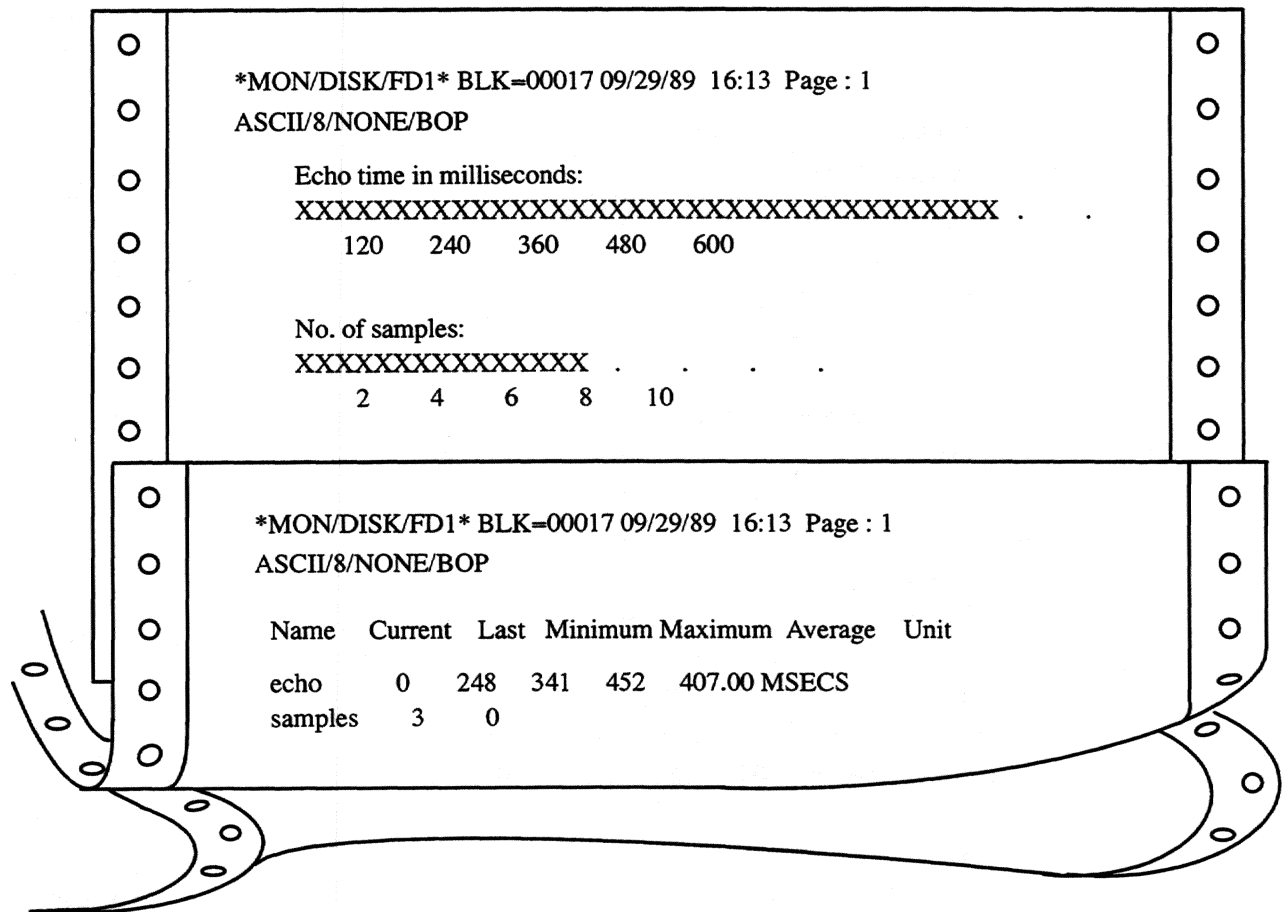 *MON/DISK/FD1* BLK=00017 09/29/89 16:13 Page : 1
ASCII/8/NONE/BOP
Echo time in milliseconds:
XXXXXXXXXXXXXXXXXXXXXXXXXXXXXXXXXXXX . .
120 240 360 480 600
No. of samples:
XXXXXXXXXXXXXXX . . . .
2 4 6 8 10
*MON/DISK/FD1* BLK=00017 09/29/89 16:13 Page : 1
ASCII/8/NONE/BOP
Name Current Last Minimum Maximum Average Unit
echo 0 248 341 452 407.00 MSECS
samples 3 0